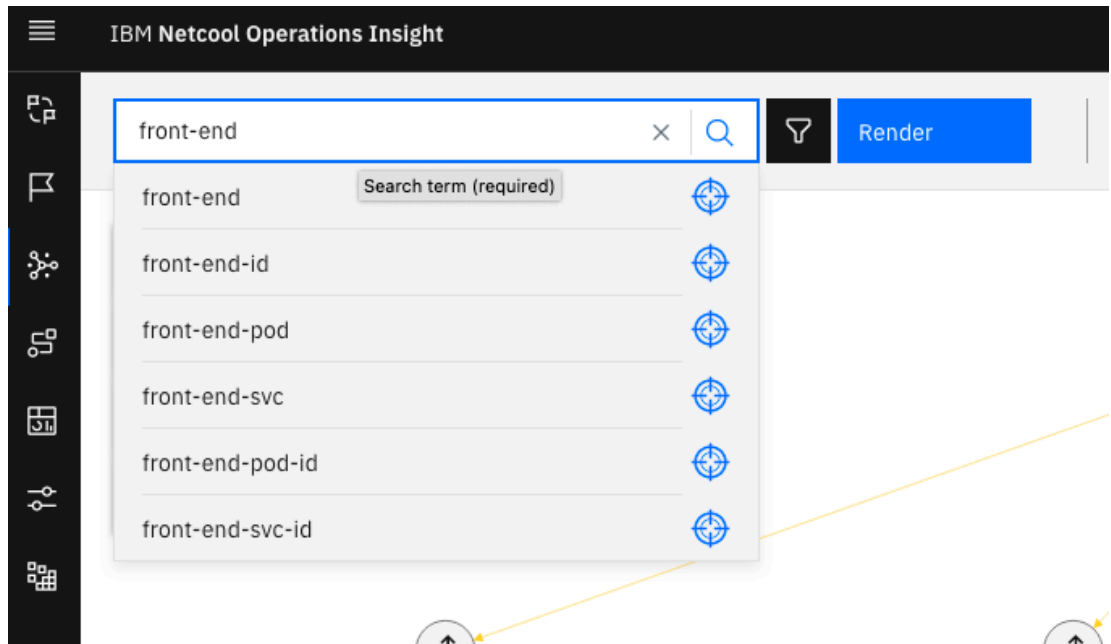 IBM Netcool Operations Insight
front-end
Render
Search term (required)
front-end
front-end-id
front-end-pod
front-end-svc
front-end-pod-id
front-end-svc-id